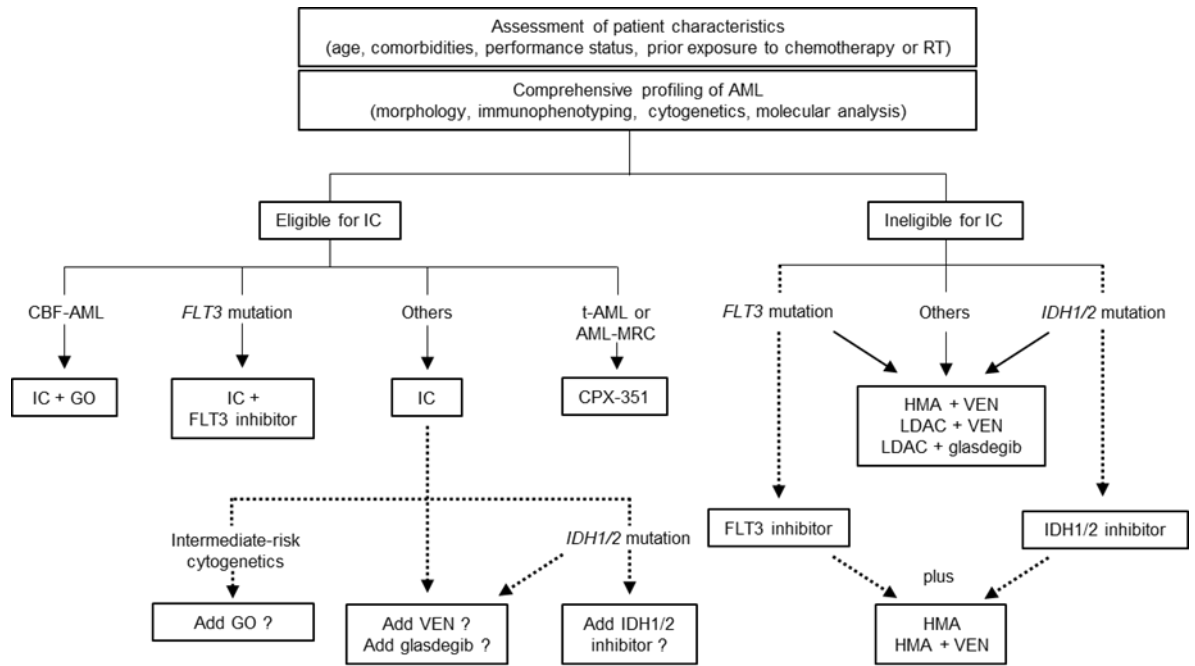 Assessment of patient characteristics
(age, comorbidities, performance status, prior exposure to chemotherapy or RT)
Comprehensive profiling of AML
(morphology, immunophenotyping, cytogenetics, molecular analysis)
Eligible for IC
Ineligible for IC
CBF-AML
FLT3 mutation
Others
t-AML or
AML-MRC
FLT3 mutation
Others
IDH1/2 mutation
IC + GO
IC +
FLT3 inhibitor
IC
CPX-351
HMA + VEN
LDAC + VEN
LDAC + glasdegib
FLT3 inhibitor
IDH1/2 inhibitor
Intermediate-risk
cytogenetics
IDH1/2 mutation
plus
Add GO ?
Add VEN ?
Add glasdegib ?
Add IDH1/2
inhibitor ?
HMA
HMA + VEN